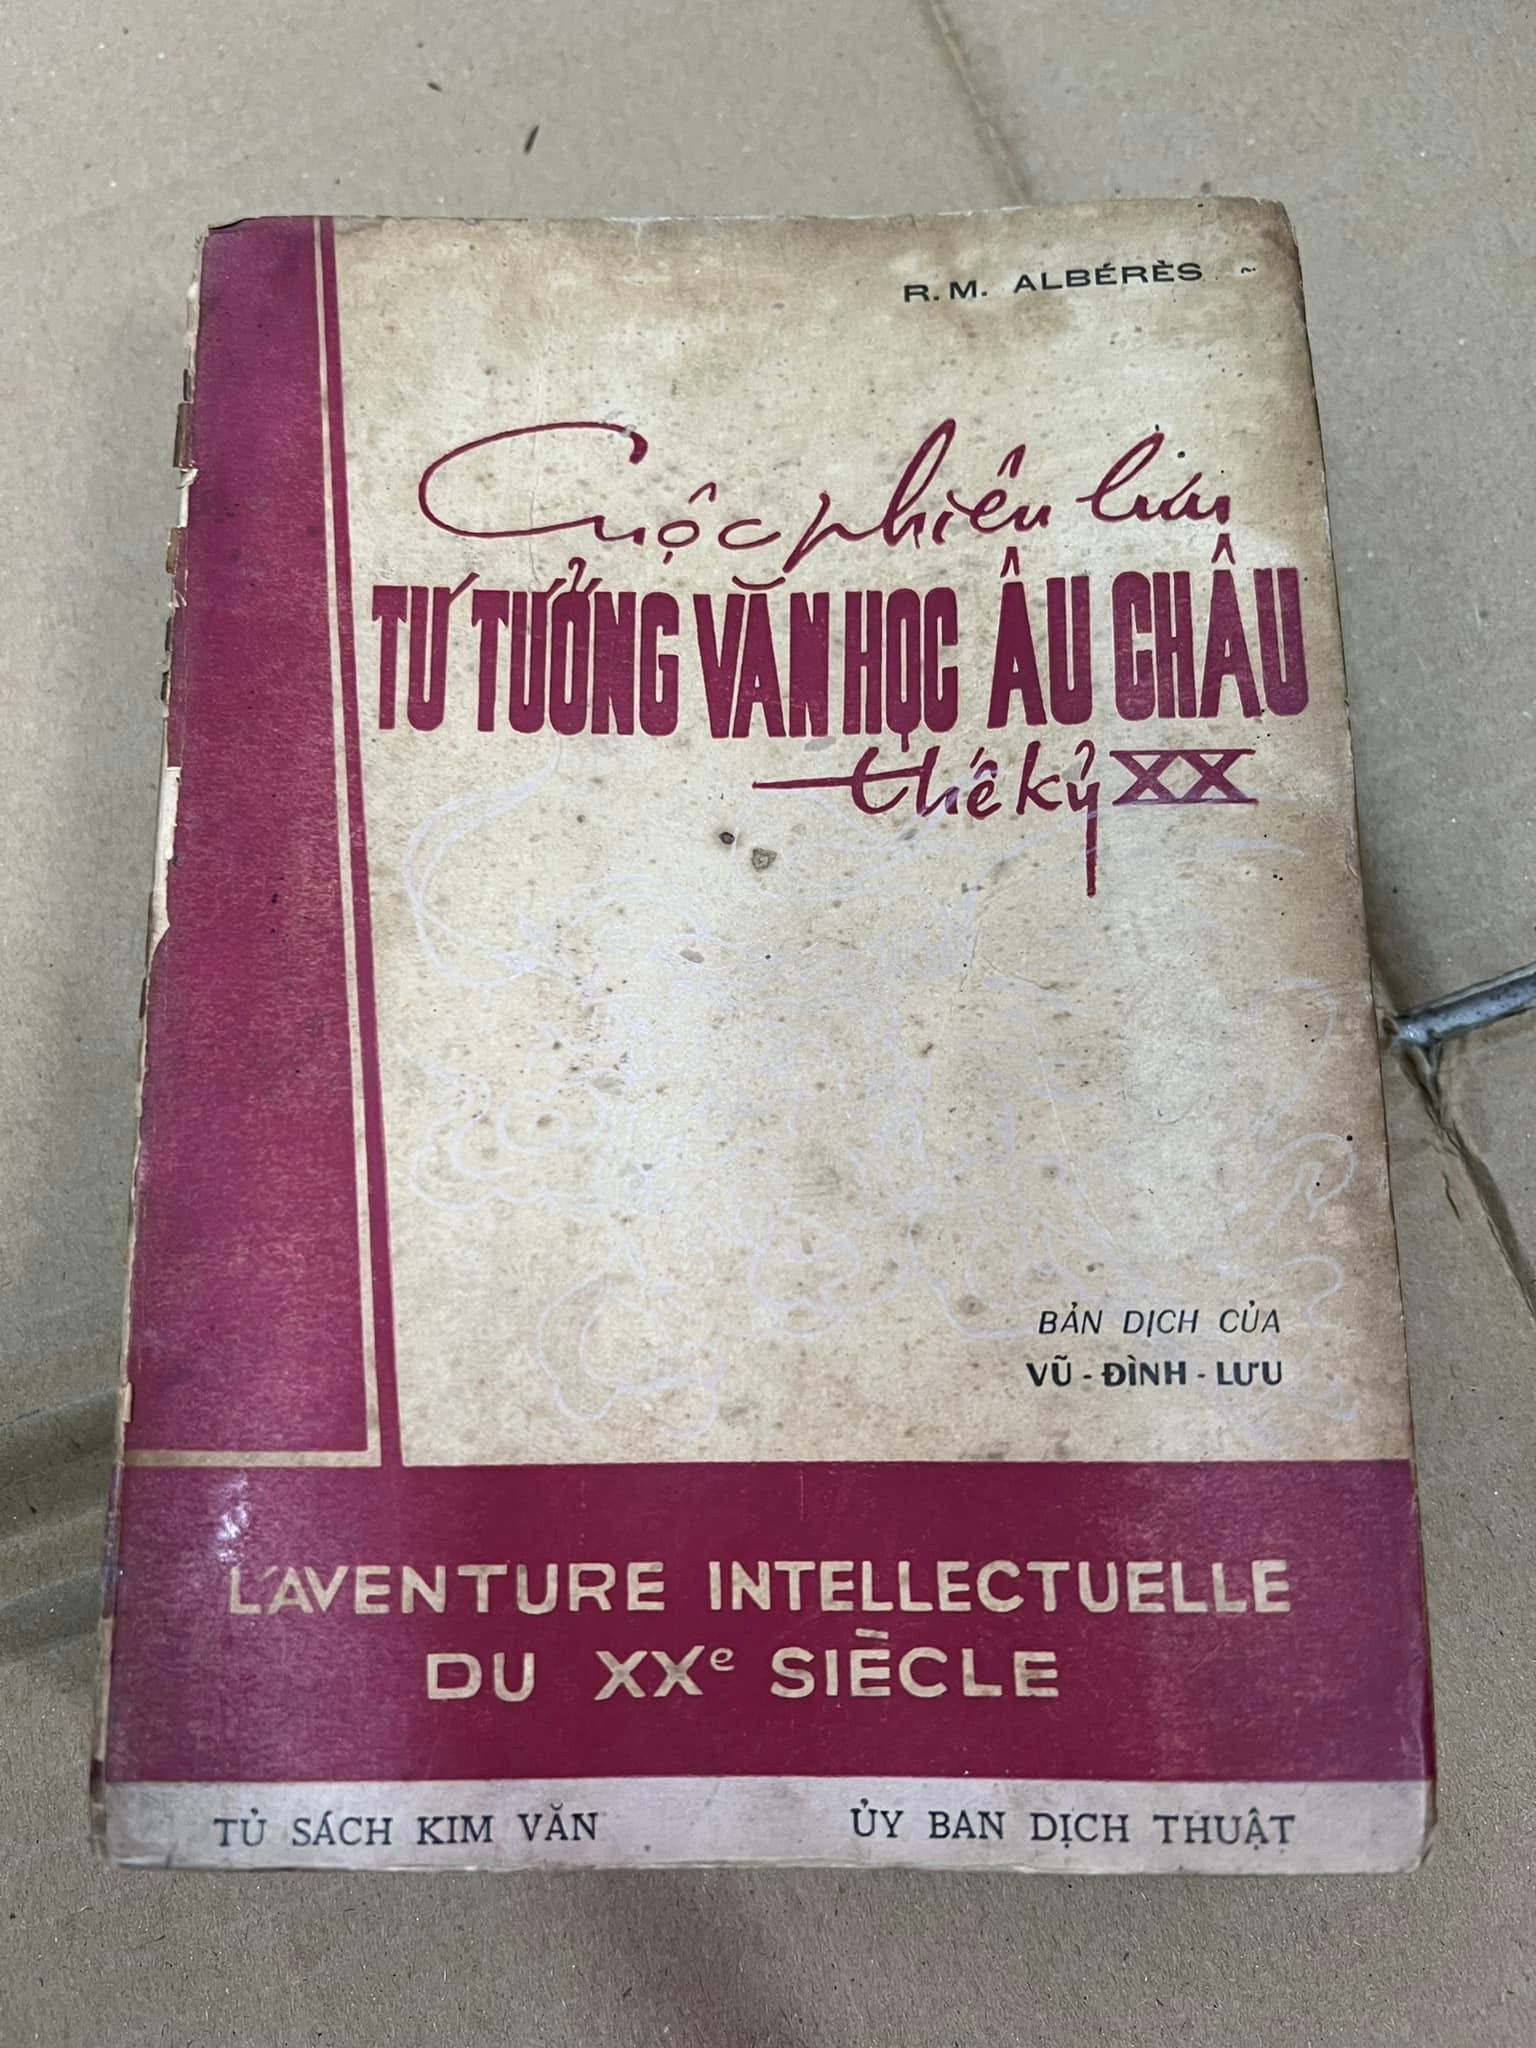 R. M. ALBÉRÈS
Cuộc phiêu lưu
TƯ TƯỞNG VĂN HỌC ÂU CHÂU
thế kỷ XX
BẢN DỊCH CỦA
VŨ - ĐÌNH - LƯU
L'AVENTURE INTELLECTUELLE
DU XXe SIÈCLE
TỦ SÁCH KIM VĂN
ỦY BAN DỊCH THUẬT